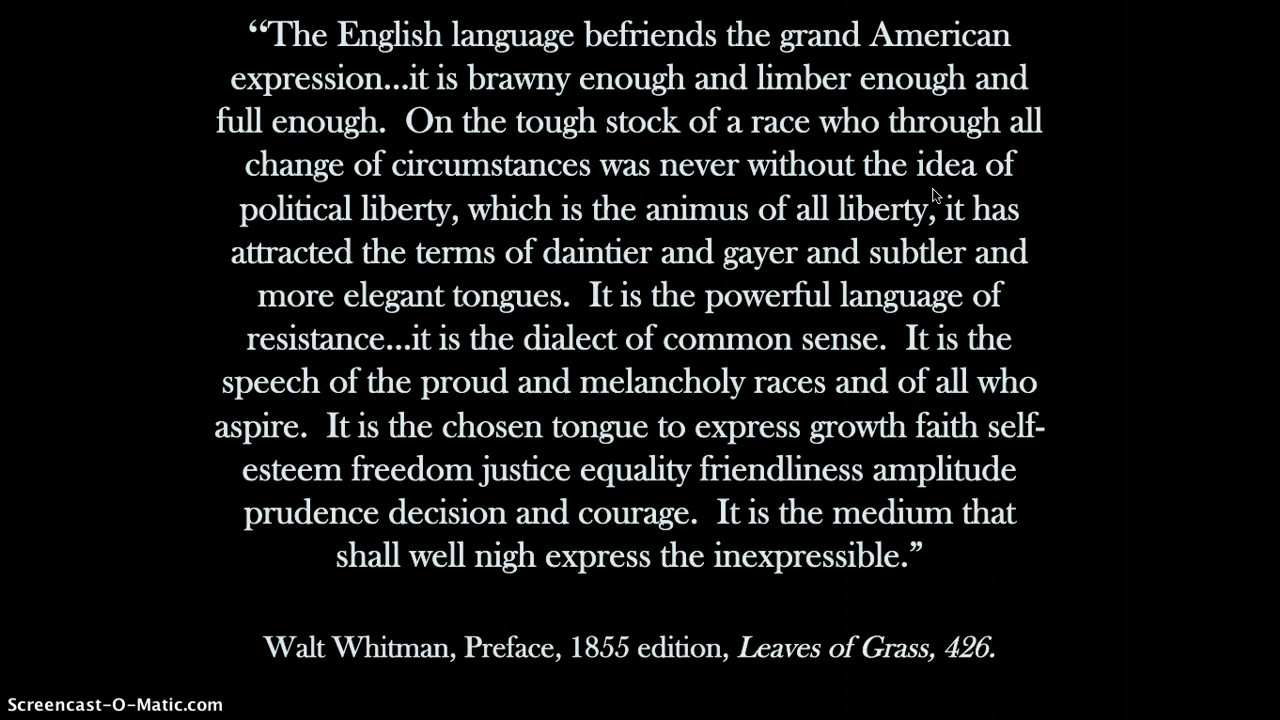 “The English language befriends the grand American
expression...it is brawny enough and limber enough and
full enough.  On the tough stock of a race who through all
change of circumstances was never without the idea of
political liberty, which is the animus of all liberty, it has
attracted the terms of daintier and gayer and subtler and
more elegant tongues.  It is the powerful language of
resistance...it is the dialect of common sense.  It is the
speech of the proud and melancholy races and of all who
aspire.  It is the chosen tongue to express growth faith self-
esteem freedom justice equality friendliness amplitude
prudence decision and courage.  It is the medium that
shall well nigh express the inexpressible.”
Walt Whitman, Preface, 1855 edition, Leaves of Grass, 426.
Screencast-O-Matic.com